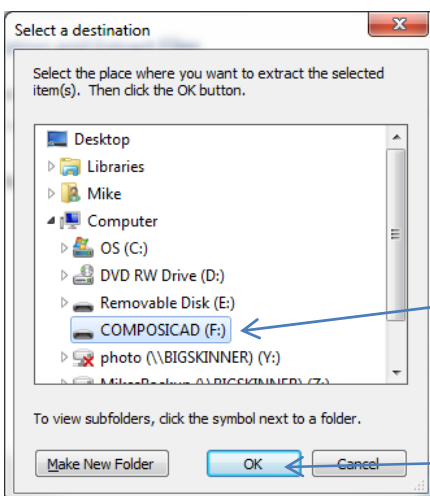 Select a destination
Select the place where you want to extract the selected
item(s). Then click the OK button.
Desktop
Libraries
Mike
Computer
OS (C:)
DVD RW Drive (D:)
Removable Disk (E:)
COMPOSICAD (F:)
photo (\\BIGSKINNER) (Y:)
MikesBackup (\\BIGSKINNER) (Z:)
To view subfolders, click the symbol next to a folder.
Make New Folder OK Cancel